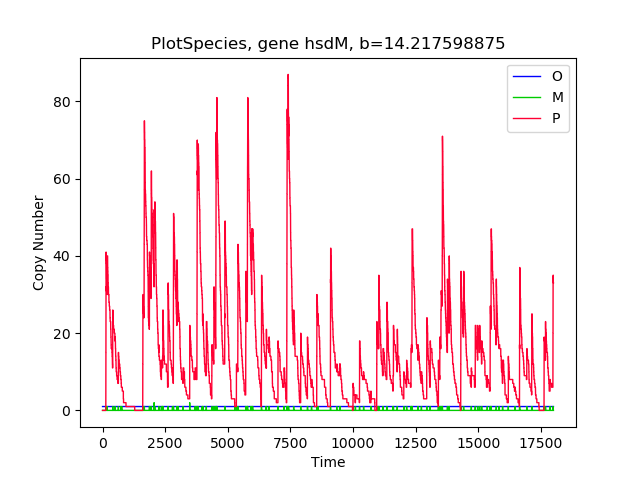 PlotSpecies, gene hsdM, b=14.217598875
O
M
P
80
60
40
20
0
Copy Number
0 2500 5000 7500 10000 12500 15000 17500
Time